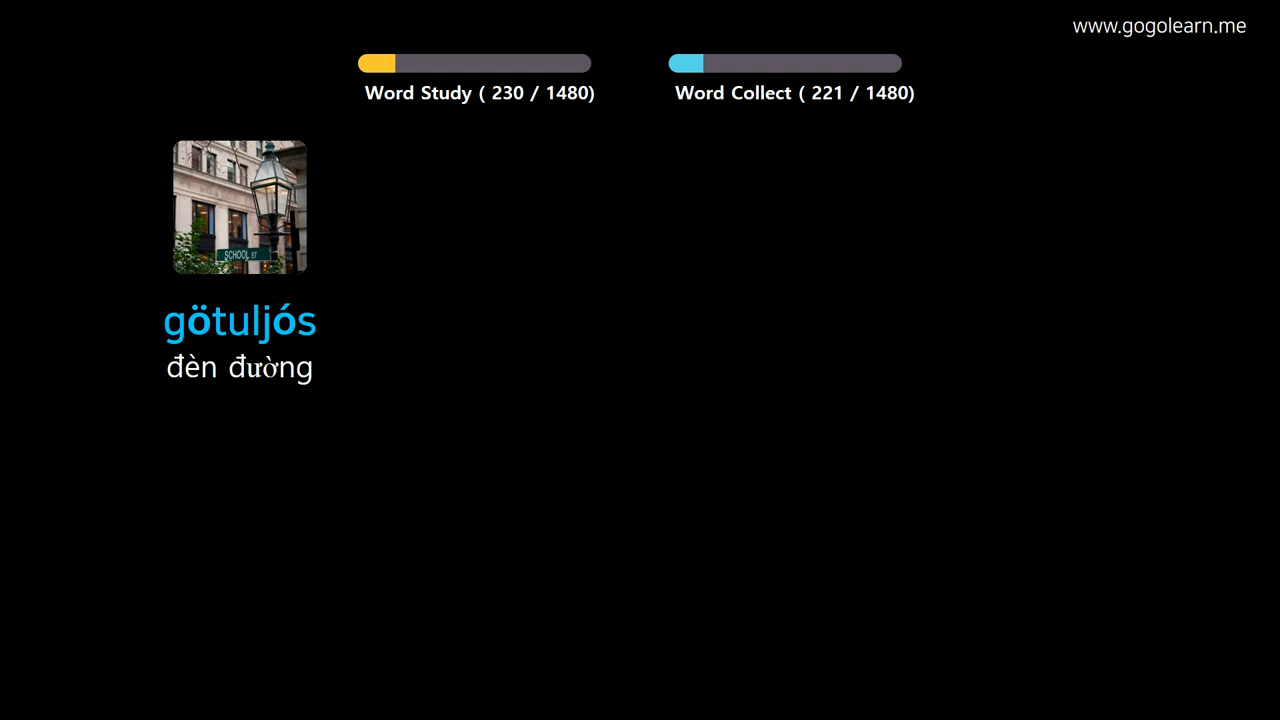 www.gogolearn.me
Word Study ( 230 / 1480)
Word Collect ( 221 / 1480)
SCHOOL ST
götuljós
đèn đường